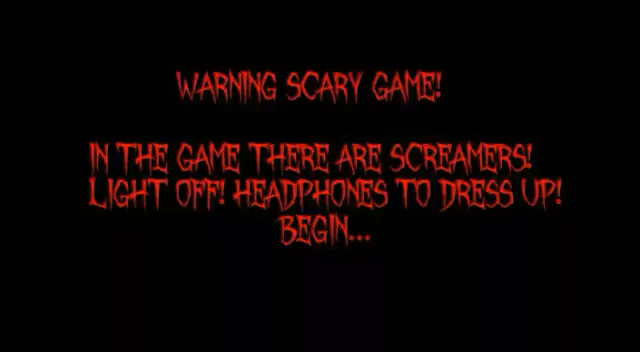 WARNING SCARY GAME!
IN THE GAME THERE ARE SCREAMERS!
LIGHT OFF! HEADPHONES TO DRESS UP!
BEGIN...